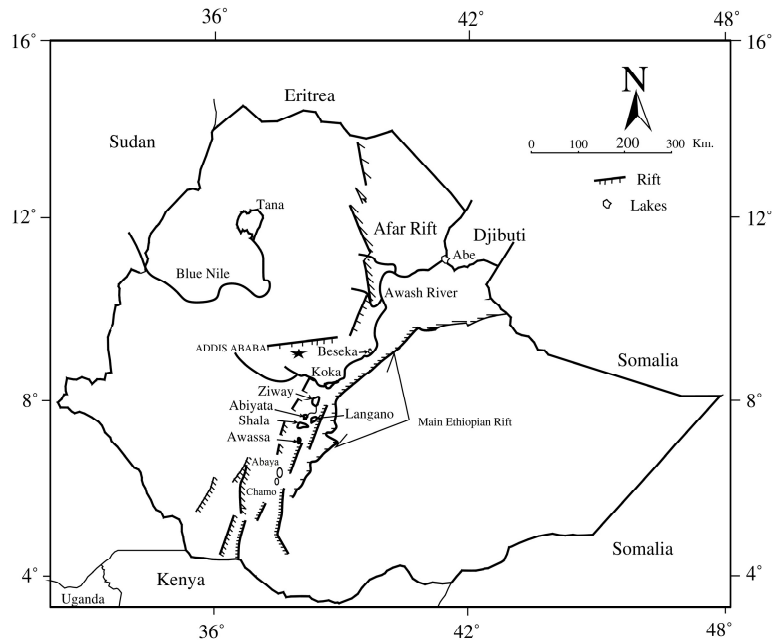 36° 42° 48°
16° 16°
N
Eritrea
Sudan
0 100 200 300 Km.
Rift
Lakes
Tana
12° 12°
Afar Rift
Djibuti
Abe
Blue Nile
Awash River
ADDIS ABABA
Beseka
Somalia
Koka
Ziway
8° 8°
Abiyata
Langano
Shala
Main Ethiopian Rift
Awassa
Abaya
Chamo
Somalia
4° 4°
Kenya
Uganda
36° 42° 48°